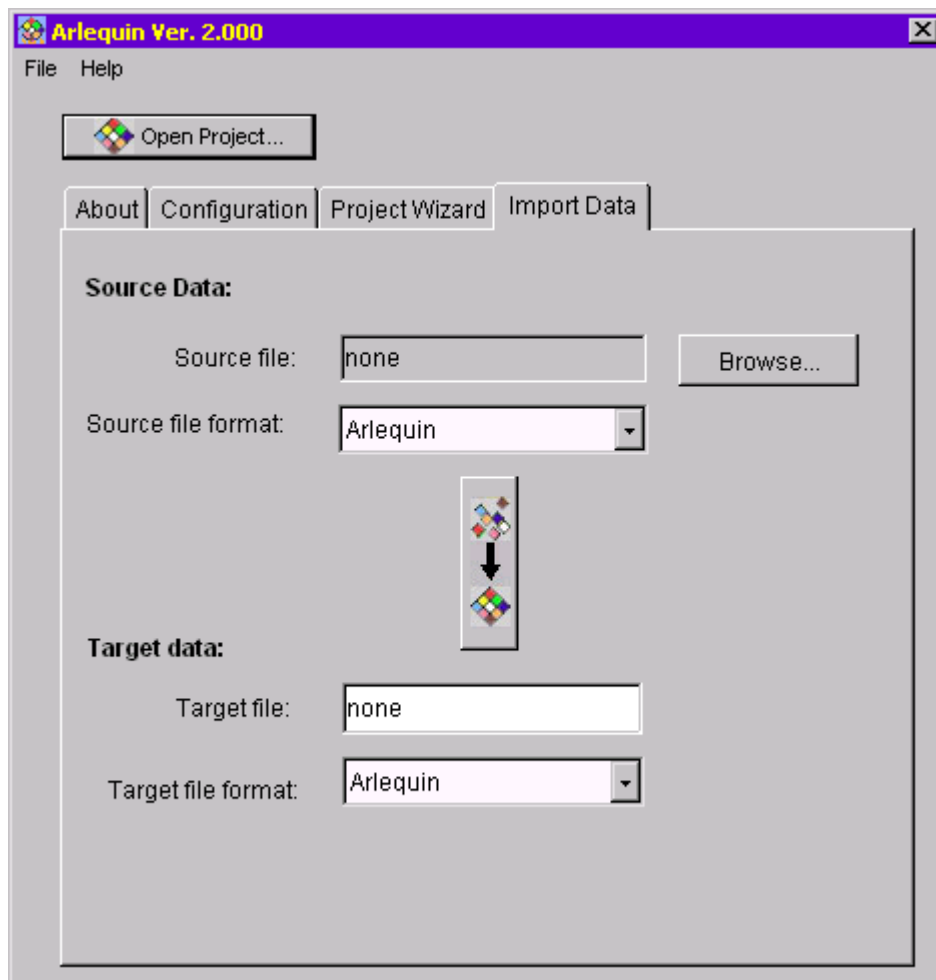 Arlequin Ver. 2.000
File Help
Open Project...
About Configuration Project Wizard Import Data
Source Data:
Source file: none Browse...
Source file format: Arlequin
Target data:
Target file: none
Target file format: Arlequin